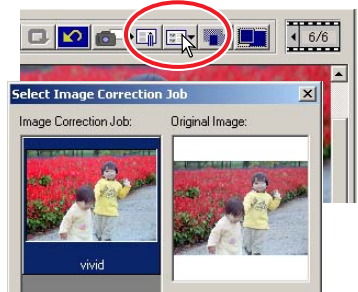 6/6
Select Image Correction Job
Image Correction Job:
Original Image:
vivid